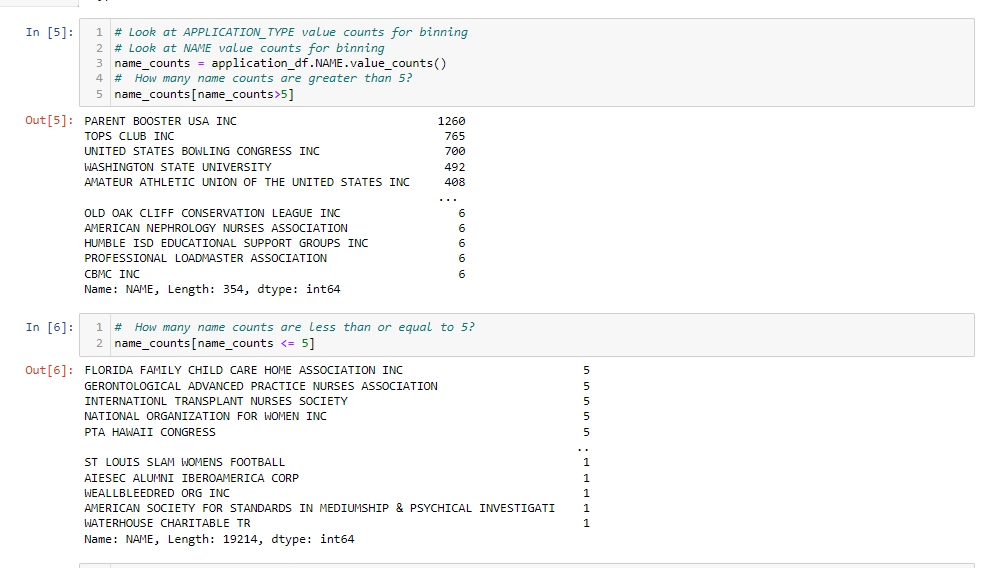 In [5]:
1 # Look at APPLICATION_TYPE value counts for binning
2 # Look at NAME value counts for binning
3 name_counts = application_df.NAME.value_counts()
4 #  How many name counts are greater than 5?
5 name_counts[name_counts>5]
Out[5]:
PARENT BOOSTER USA INC 1260
TOPS CLUB INC 765
UNITED STATES BOWLING CONGRESS INC 700
WASHINGTON STATE UNIVERSITY 492
AMATEUR ATHLETIC UNION OF THE UNITED STATES INC 408
...
OLD OAK CLIFF CONSERVATION LEAGUE INC 6
AMERICAN NEPHROLOGY NURSES ASSOCIATION 6
HUMBLE ISD EDUCATIONAL SUPPORT GROUPS INC 6
PROFESSIONAL LOADMASTER ASSOCIATION 6
CBMC INC 6
Name: NAME, Length: 354, dtype: int64
In [6]:
1 #  How many name counts are less than or equal to 5?
2 name_counts[name_counts <= 5]
Out[6]:
FLORIDA FAMILY CHILD CARE HOME ASSOCIATION INC 5
GERONTOLOGICAL ADVANCED PRACTICE NURSES ASSOCIATION 5
INTERNATIONL TRANSPLANT NURSES SOCIETY 5
NATIONAL ORGANIZATION FOR WOMEN INC 5
PTA HAWAII CONGRESS 5
..
ST LOUIS SLAM WOMENS FOOTBALL 1
AIESEC ALUMNI IBEROAMERICA CORP 1
WEALLBLEEDRED ORG INC 1
AMERICAN SOCIETY FOR STANDARDS IN MEDIUMSHIP & PSYCHICAL INVESTIGATI 1
WATERHOUSE CHARITABLE TR 1
Name: NAME, Length: 19214, dtype: int64